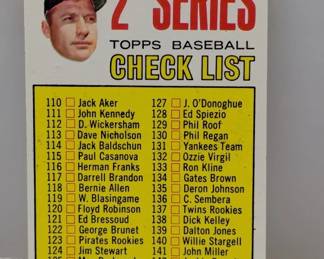 2nd SERIES
TOPPS BASEBALL
CHECK LIST
110 Jack Aker
111 John Kennedy
112 D. Wickersham
113 Dave Nicholson
114 Jack Baldschun
115 Paul Casanova
116 Herman Franks
117 Darrell Brandon
118 Bernie Allen
119 W. Blasingame
120 Floyd Robinson
121 Ed Bressoud
122 George Brunet
123 Pirates Rookies
124 Jim Stewart
127 J. O'Donoghue
128 Ed Spiezio
129 Phil Roof
130 Phil Regan
131 Yankees Team
132 Ozzie Virgil
133 Ron Kline
134 Gates Brown
135 Deron Johnson
136 C. Sembera
137 Twins Rookies
138 Dick Kelley
139 Dalton Jones
140 Willie Stargell
141 John Miller